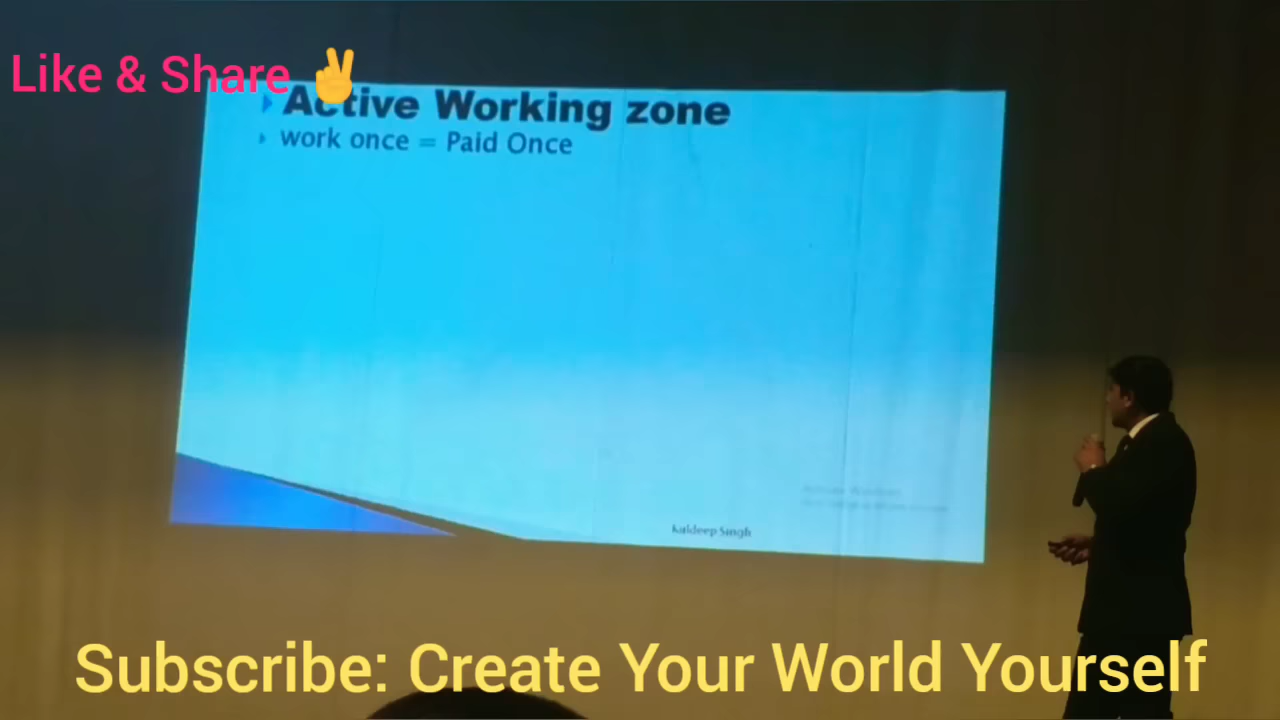 Like & Share ✌
Active Working zone
work once = Paid Once
Kuldeep Singh
Subscribe: Create Your World Yourself